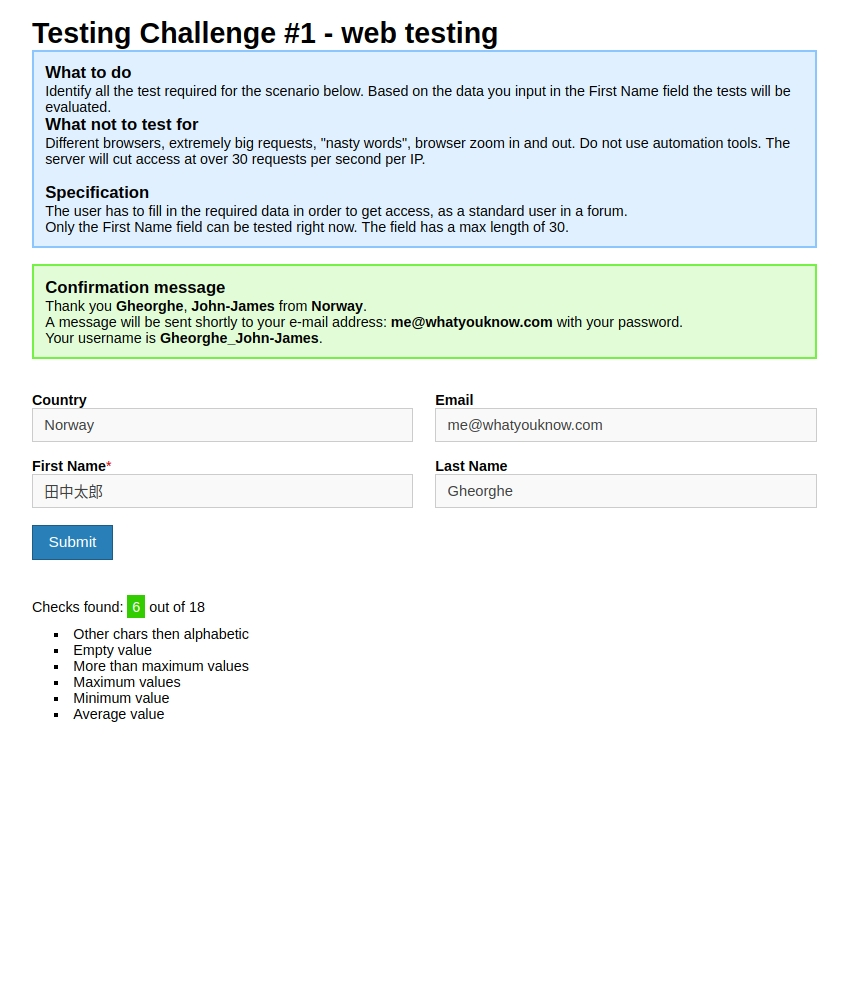 Testing Challenge #1 - web testing
What to do
Identify all the test required for the scenario below. Based on the data you input in the First Name field the tests will be
evaluated.
What not to test for
Different browsers, extremely big requests, "nasty words", browser zoom in and out. Do not use automation tools. The
server will cut access at over 30 requests per second per IP.
Specification
The user has to fill in the required data in order to get access, as a standard user in a forum.
Only the First Name field can be tested right now. The field has a max length of 30.
Confirmation message
Thank you Gheorghe, John-James from Norway.
A message will be sent shortly to your e-mail address: me@whatyouknow.com with your password.
Your username is Gheorghe_John-James.
Country Email
Norway me@whatyouknow.com
First Name* Last Name
田中太郎 Gheorghe
Submit
Checks found: 6 out of 18
Other chars then alphabetic
Empty value
More than maximum values
Maximum values
Minimum value
Average value